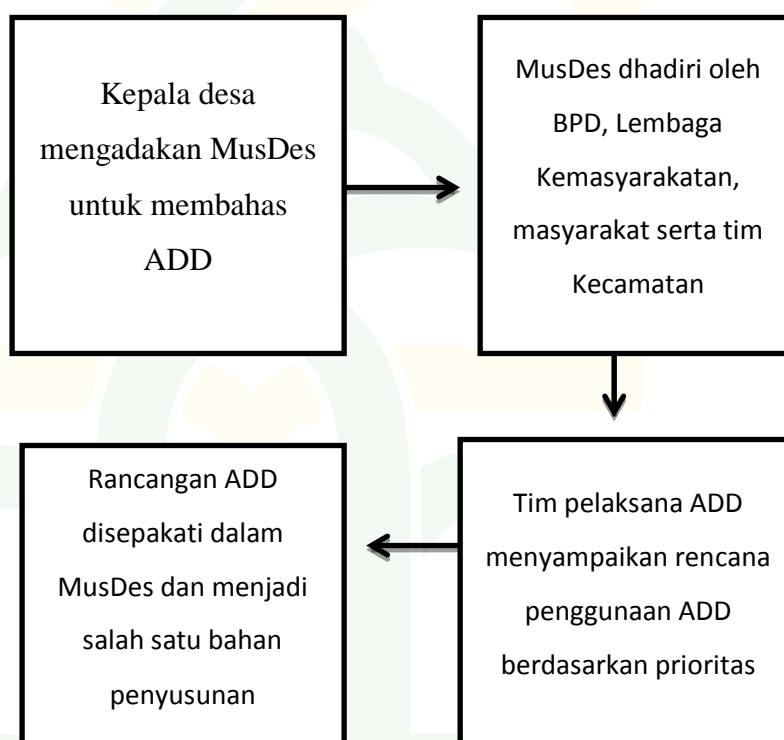 Kepala desa
mengadakan MusDes
untuk membahas
ADD
MusDes dhadiri oleh
BPD, Lembaga
Kemasyarakatan,
masyarakat serta tim
Kecamatan
Tim pelaksana ADD
menyampaikan rencana
penggunaan ADD
berdasarkan prioritas
Rancangan ADD
disepakati dalam
MusDes dan menjadi
salah satu bahan
penyusunan